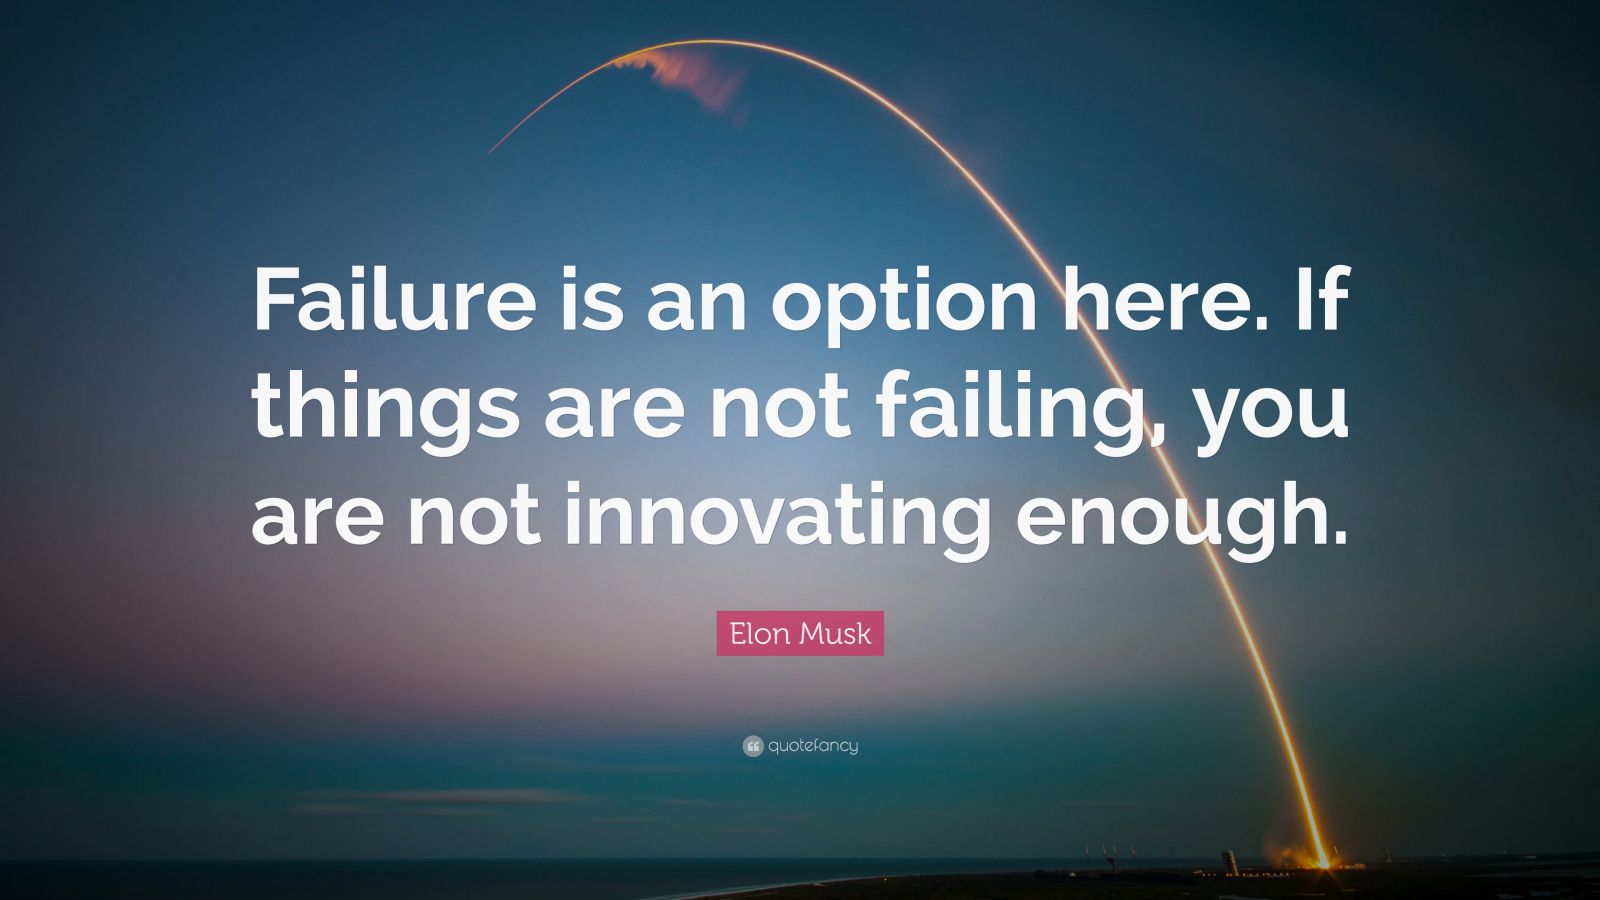 Failure is an option here. If
things are not failing, you
are not innovating enough.
Elon Musk
quotefancy